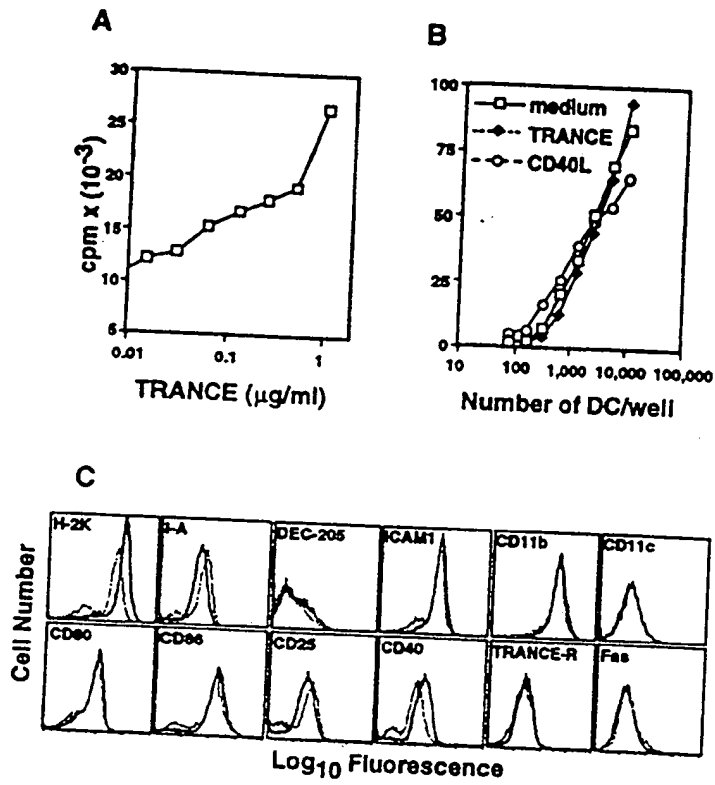 A
30
25
20
15
10
5
cpm x (10-3)
0.01
0.1
1
TRANCE (µg/ml)
B
100
75
50
25
0
medium
TRANCE
CD40L
10
100
1,000
10,000
100,000
Number of DC/well
C
Cell Number
H-2K
I-A
DEC-205
ICAM1
CD11b
CD11c
CD80
CD86
CD25
CD40
TRANCE-R
Fas
Log10 Fluorescence